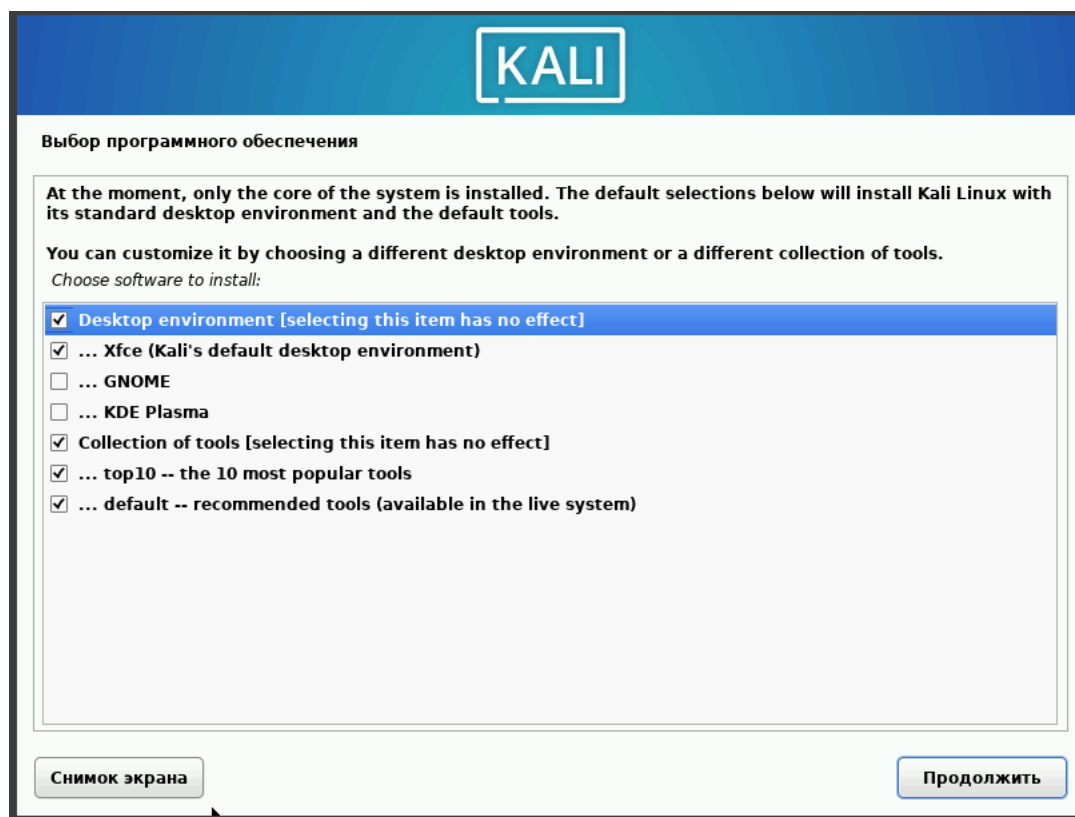 KALI
Выбор программного обеспечения
At the moment, only the core of the system is installed. The default selections below will install Kali Linux with
its standard desktop environment and the default tools.
You can customize it by choosing a different desktop environment or a different collection of tools.
Choose software to install:
Desktop environment [selecting this item has no effect]
... Xfce (Kali's default desktop environment)
... GNOME
... KDE Plasma
Collection of tools [selecting this item has no effect]
... top10 -- the 10 most popular tools
... default -- recommended tools (available in the live system)
Снимок экрана
Продолжить